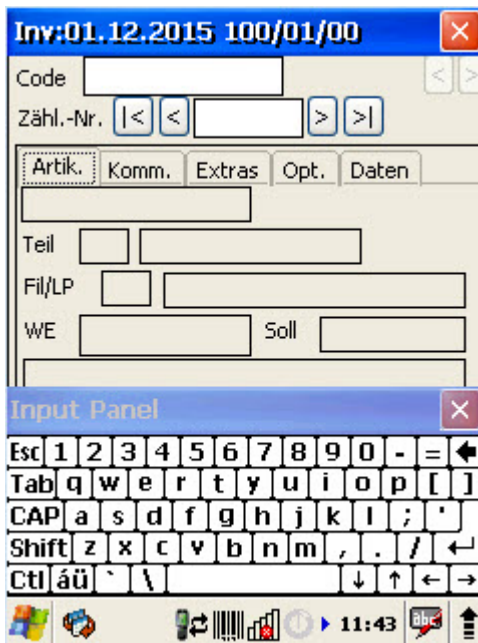 Inv:01.12.2015 100/01/00
Code < >
Zähl.-Nr. |< < > >|
Artik. Komm. Extras Opt. Daten
Teil
Fil/LP
WE Soll
Input Panel
Esc 1 2 3 4 5 6 7 8 9 0 - = 🡄
Tab q w e r t y u i o p [ ]
CAP a s d f g h j k l ; '
Shift z x c v b n m , . / ↵
Ctl áü ` \ ↓ ↑ ← →
11:43 abc